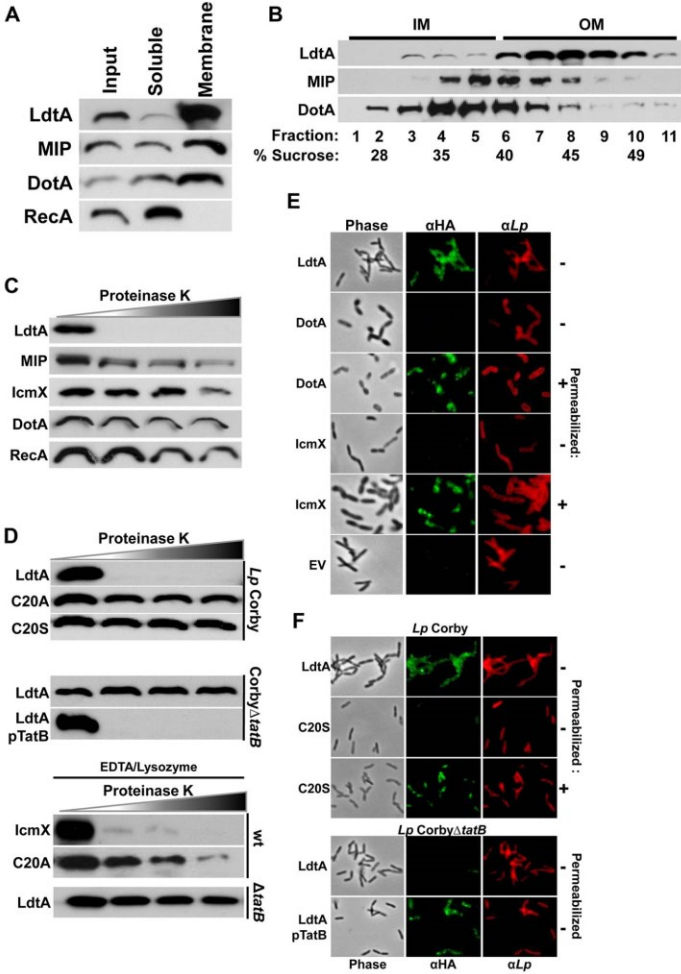 A
Input
Soluble
Membrane
LdtA
MIP
DotA
RecA
B
IM OM
LdtA
MIP
DotA
Fraction: 1 2 3 4 5 6 7 8 9 10 11
% Sucrose: 28 35 40 45 49
C
Proteinase K
LdtA
MIP
IcmX
DotA
RecA
D
Proteinase K
LdtA
C20A
C20S
Lp Corby
LdtA
LdtA
pTatB
CorbyΔtatB
EDTA/Lysozyme
Proteinase K
IcmX
C20A
wt
LdtA
ΔtatB
E
Phase αHA αLp
LdtA -
DotA -
DotA +
IcmX -
IcmX +
EV -
Permeabilized:
F
Lp Corby
LdtA -
C20S -
C20S +
Permeabilized:
Lp CorbyΔtatB
LdtA -
LdtA
pTatB -
Permeabilized
Phase αHA αLp